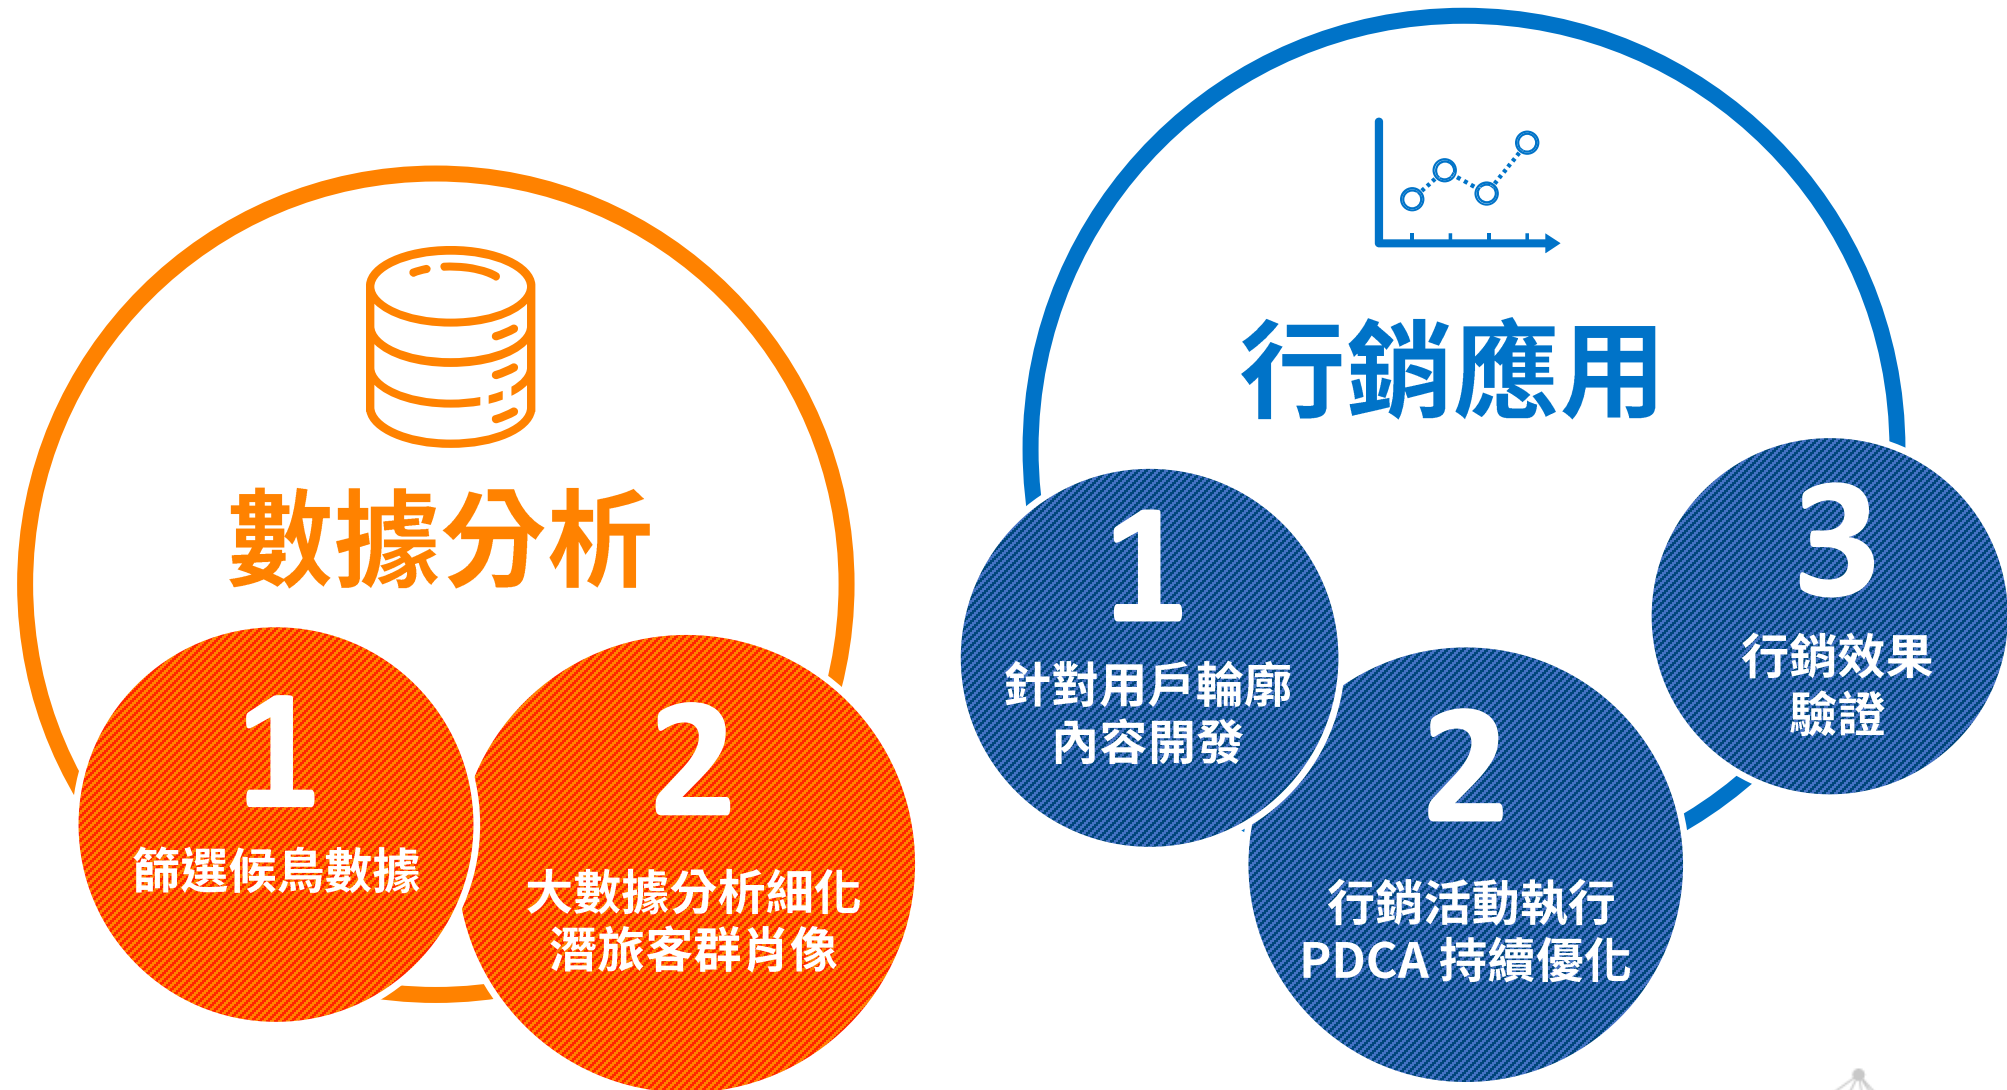 數據分析
1
篩選候鳥數據
2
大數據分析細化
潛旅客群肖像
行銷應用
1
針對用戶輪廓
內容開發
2
行銷活動執行
PDCA 持續優化
3
行銷效果
驗證